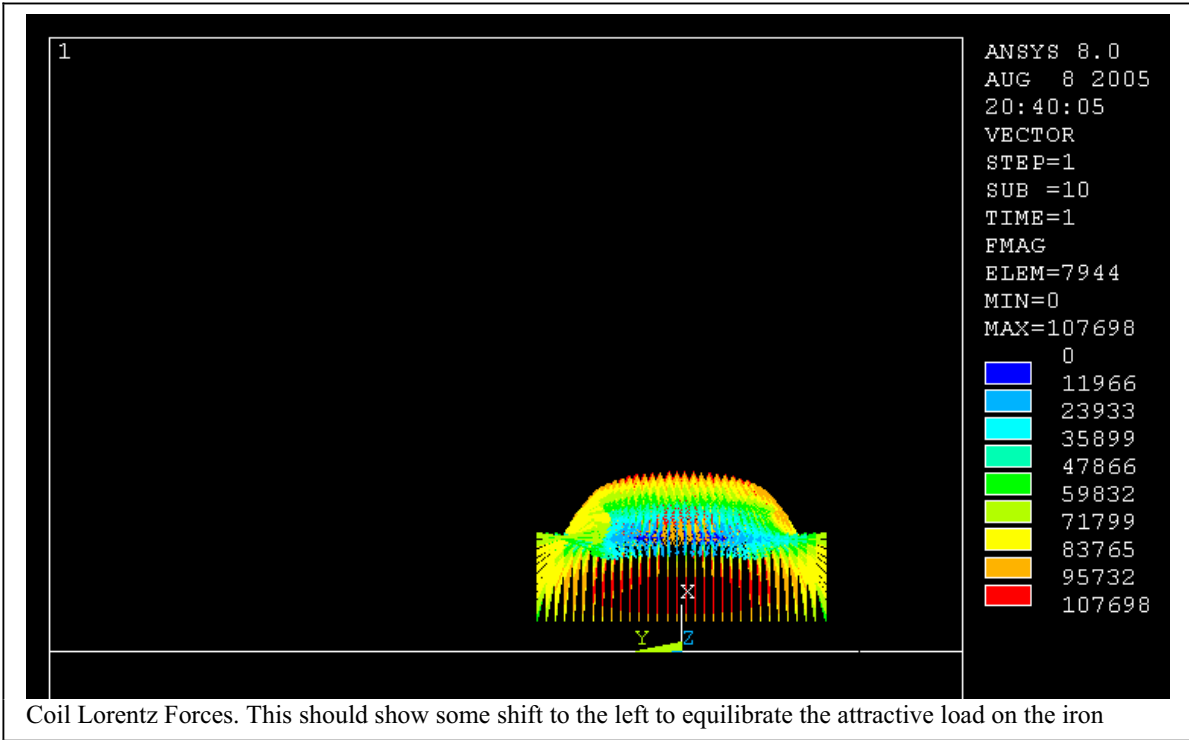 1
ANSYS 8.0
AUG 8 2005
20:40:05
VECTOR
STEP=1
SUB =10
TIME=1
FMAG
ELEM=7944
MIN=0
MAX=107698
0
11966
23933
35899
47866
59832
71799
83765
95732
107698
X
Y
Z
Coil Lorentz Forces. This should show some shift to the left to equilibrate the attractive load on the iron